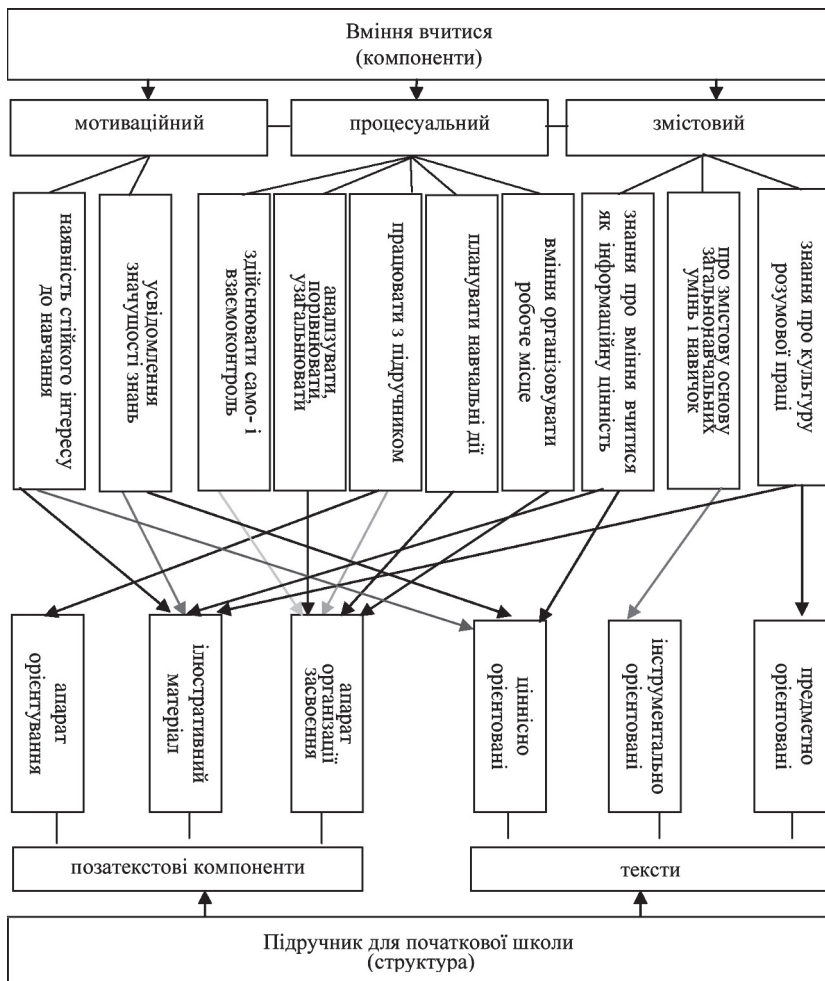 Вміння вчитися
(компоненти)
мотиваційний
процесуальний
змістовий
наявність стійкого інтересу
до навчання
усвідомлення
значущості знань
здійснювати само- і
взаємоконтроль
аналізувати,
порівнювати,
узагальнювати
працювати з підручником
планувати навчальні дії
вміння організовувати
робоче місце
знання про вміння вчитися
як інформаційну цінність
про змістову основу
загальнонавчальних
умінь і навичок
знання про культуру
розумової праці
апарат
орієнтування
ілюстративний
матеріал
апарат
організації
засвоєння
ціннісно
орієнтовані
інструментально
орієнтовані
предметно
орієнтовані
позатекстові компоненти
тексти
Підручник для початкової школи
(структура)